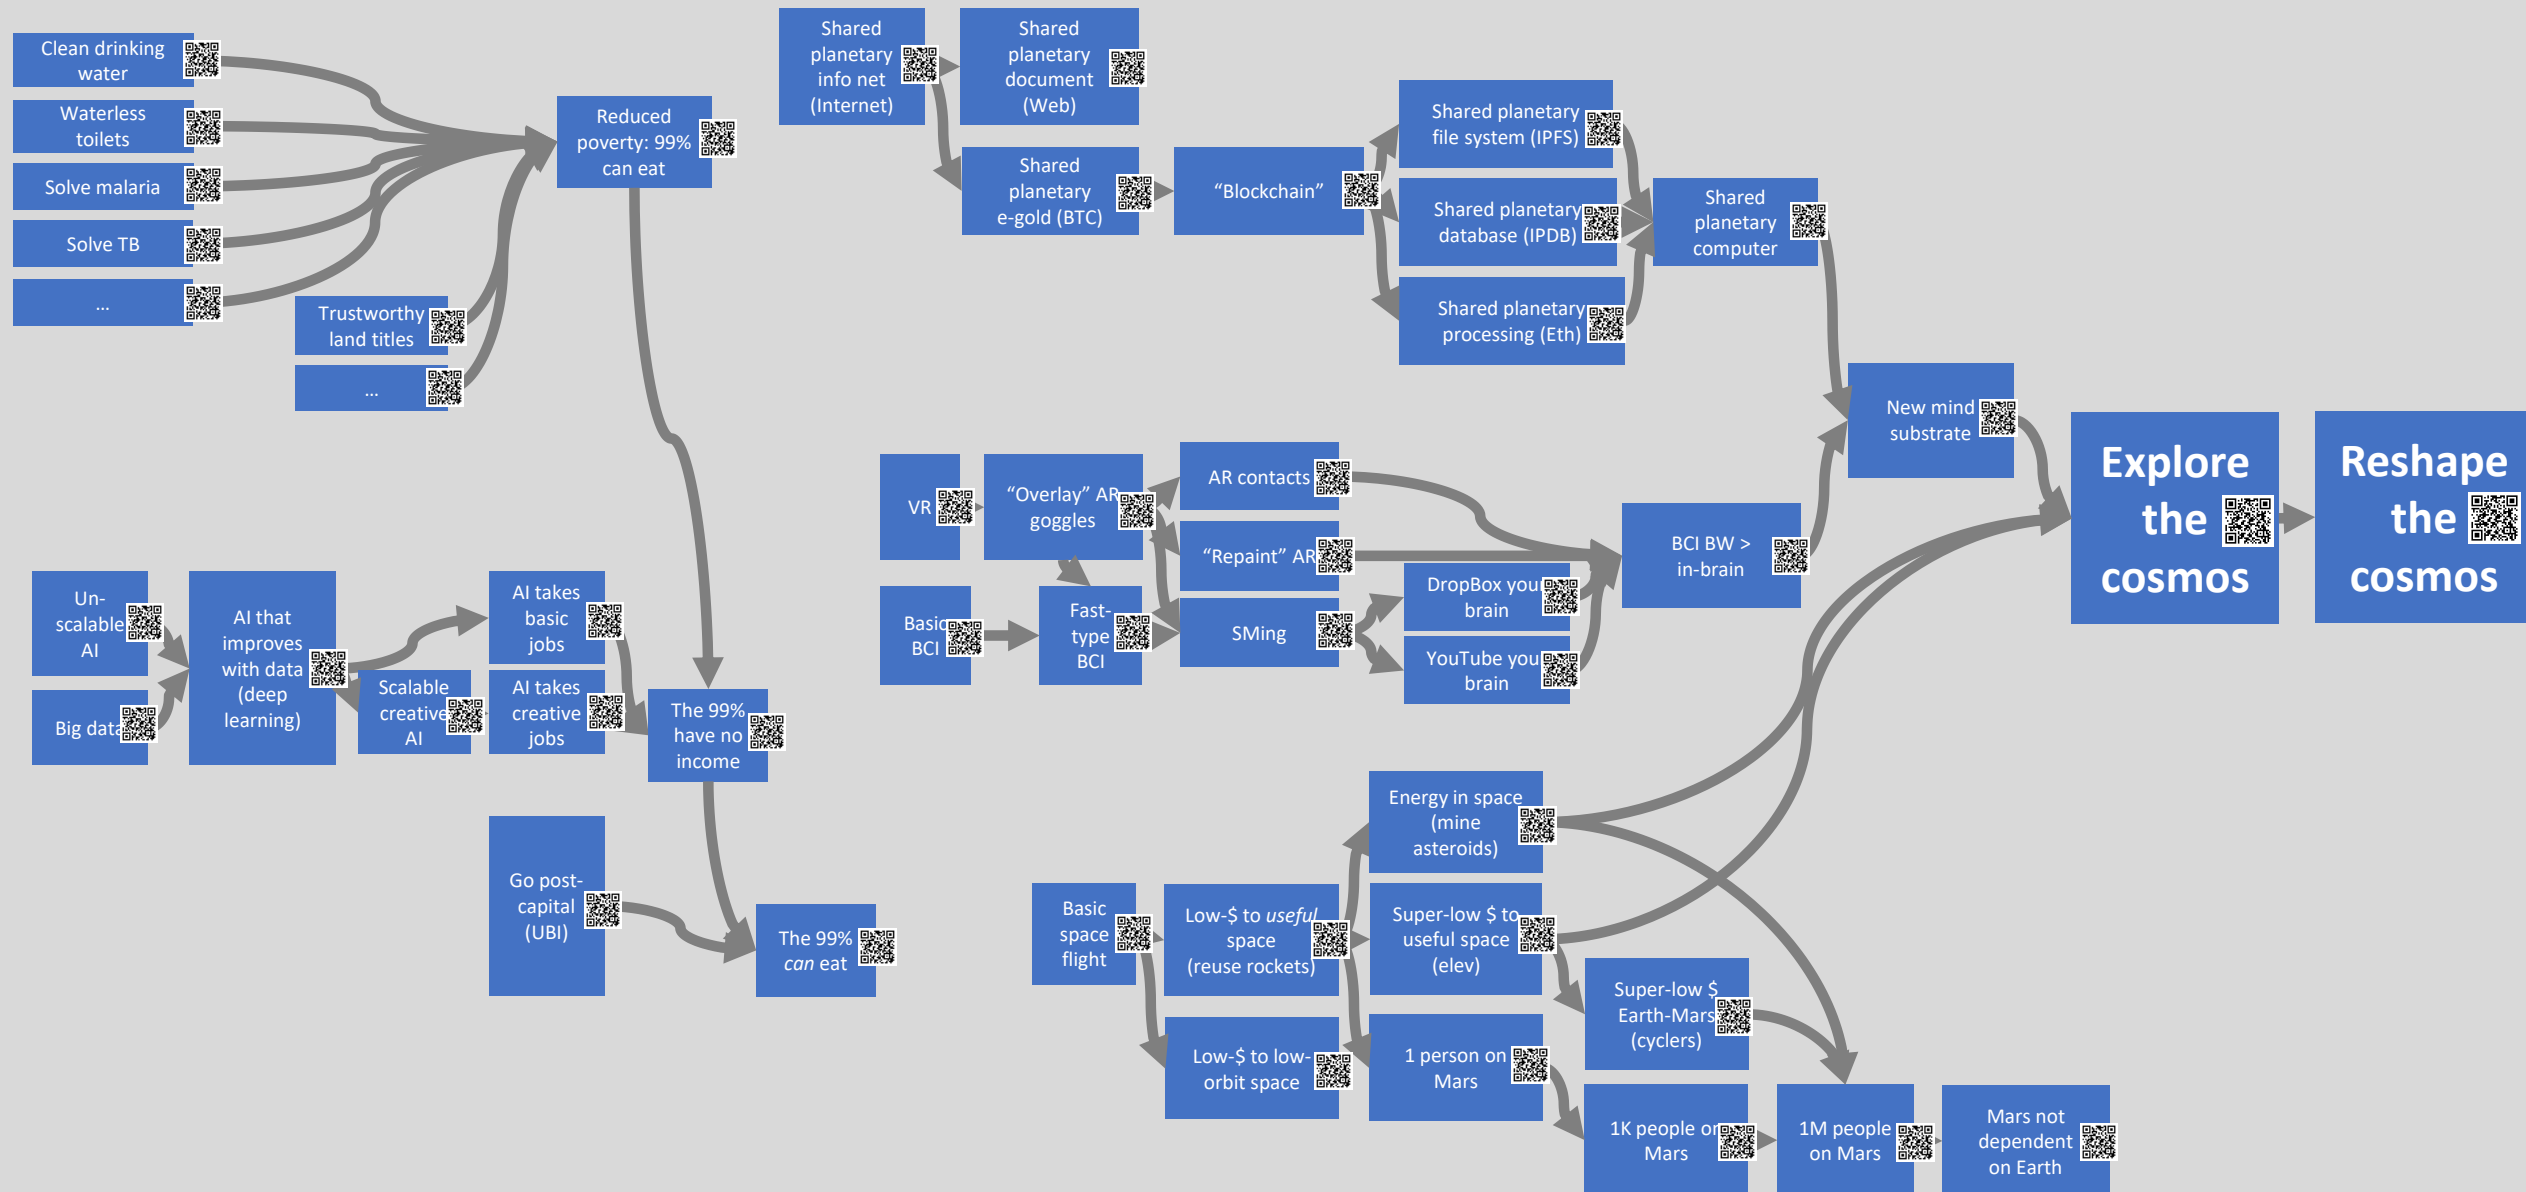 Clean drinking
water
Waterless
toilets
Solve malaria
Solve TB
...
Trustworthy
land titles
...
Reduced
poverty: 99%
can eat
Shared
planetary
info net
(Internet)
Shared
planetary
document
(Web)
Shared
planetary
e-gold (BTC)
“Blockchain”
Shared planetary
file system (IPFS)
Shared planetary
database (IPDB)
Shared planetary
processing (Eth)
Shared
planetary
computer
New mind
substrate
Explore
the
cosmos
Reshape
the
cosmos
VR
“Overlay” AR
goggles
AR contacts
“Repaint” AR
Basic
BCI
Fast-
type
BCI
SMing
DropBox your
brain
YouTube you
brain
BCI BW >
in-brain
Un-
scalable
AI
Big data
AI that
improves
with data
(deep
learning)
Scalable
creative
AI
AI takes
basic
jobs
AI takes
creative
jobs
The 99%
have no
income
Go post-
capital
(UBI)
The 99%
can eat
Basic
space
flight
Low-$ to useful
space
(reuse rockets)
Low-$ to low-
orbit space
Energy in space
(mine
asteroids)
Super-low $ to
useful space
(elev)
1 person on
Mars
Super-low $
Earth-Mars
(cyclers)
1K people on
Mars
1M people
on Mars
Mars not
dependent
on Earth